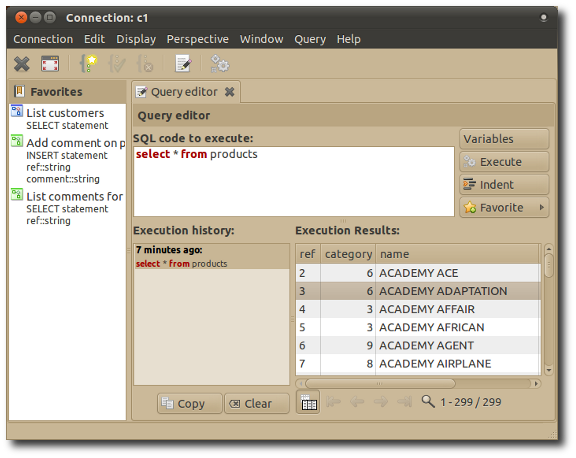 Connection: c1
Connection Edit Display Perspective Window Query Help
Favorites
List customers
SELECT statement
Add comment on p
INSERT statement
ref::string
comment::string
List comments for
SELECT statement
ref::string
Query editor
Query editor
SQL code to execute:
select * from products
Variables
Execute
Indent
Favorite
Execution history:
7 minutes ago:
select * from products
Copy
Clear
Execution Results:
ref category name
2 6 ACADEMY ACE
3 6 ACADEMY ADAPTATION
4 3 ACADEMY AFFAIR
5 3 ACADEMY AFRICAN
6 9 ACADEMY AGENT
7 8 ACADEMY AIRPLANE
1 - 299 / 299